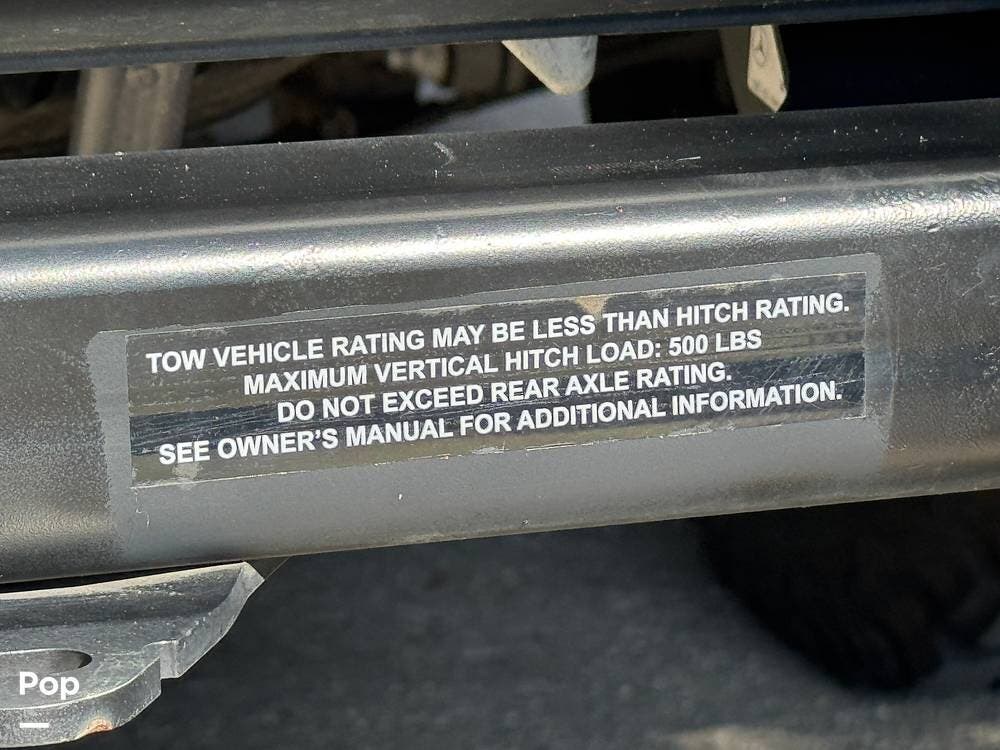 TOW VEHICLE RATING MAY BE LESS THAN HITCH RATING.
MAXIMUM VERTICAL HITCH LOAD: 500 LBS
DO NOT EXCEED REAR AXLE RATING.
SEE OWNER'S MANUAL FOR ADDITIONAL INFORMATION.
Pop